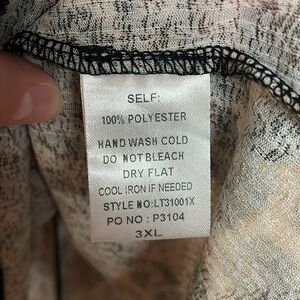 SELF:
100% POLYESTER
HAND WASH COLD
DO NOT BLEACH
DRY FLAT
COOL IRON IF NEEDED
STYLE NO:LT31001X
PO NO : P3104
3XL